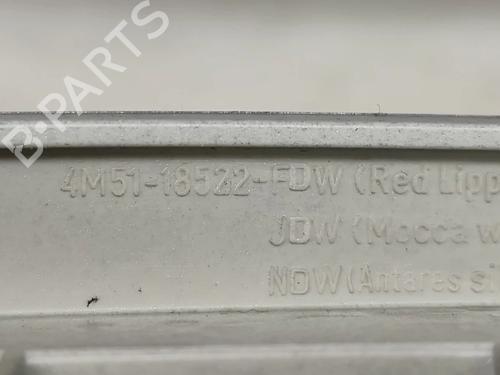 B-PARTS
4M51-18522-FDW (Red Lipp
JDW (Mocca w
NDW (Antares si